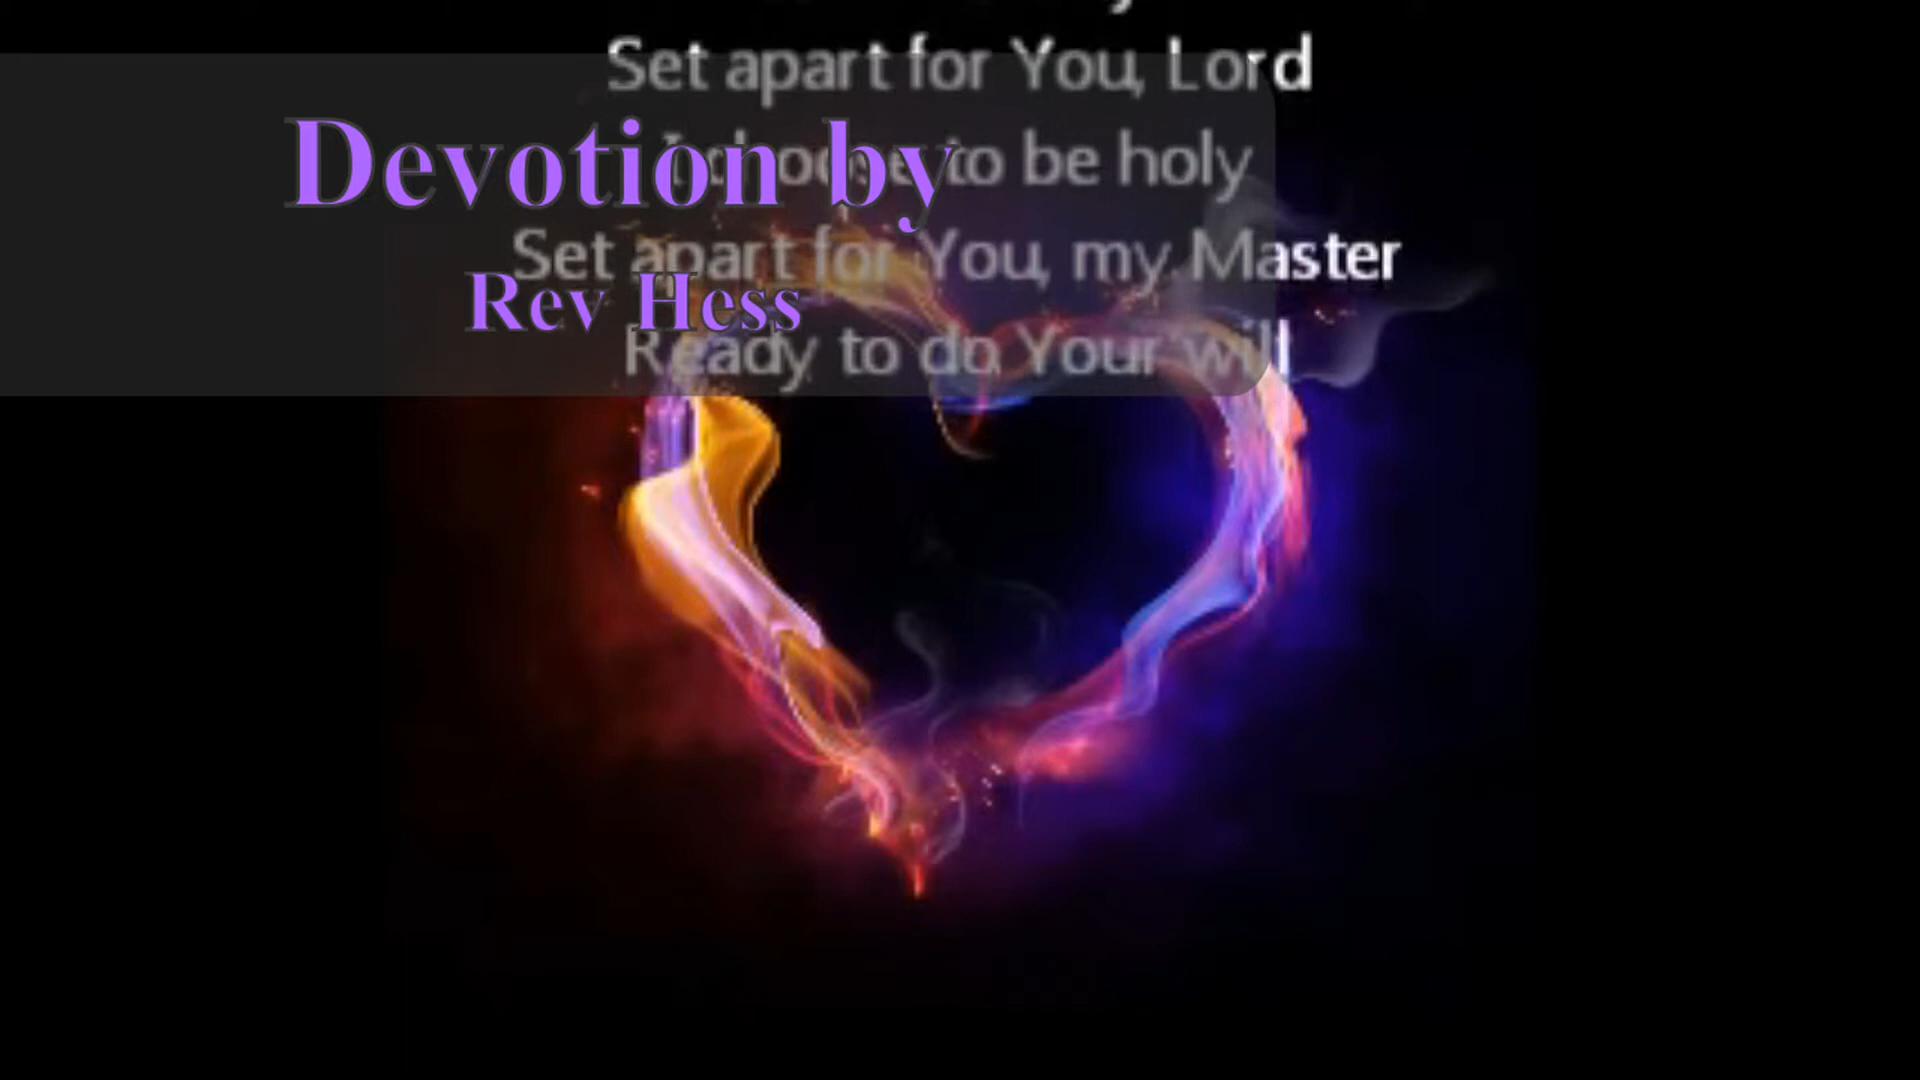 Set apart for You, Lord
Devotion by
I choose to be holy
Set apart for You, my Master
Rev Hess
Ready to do Your will